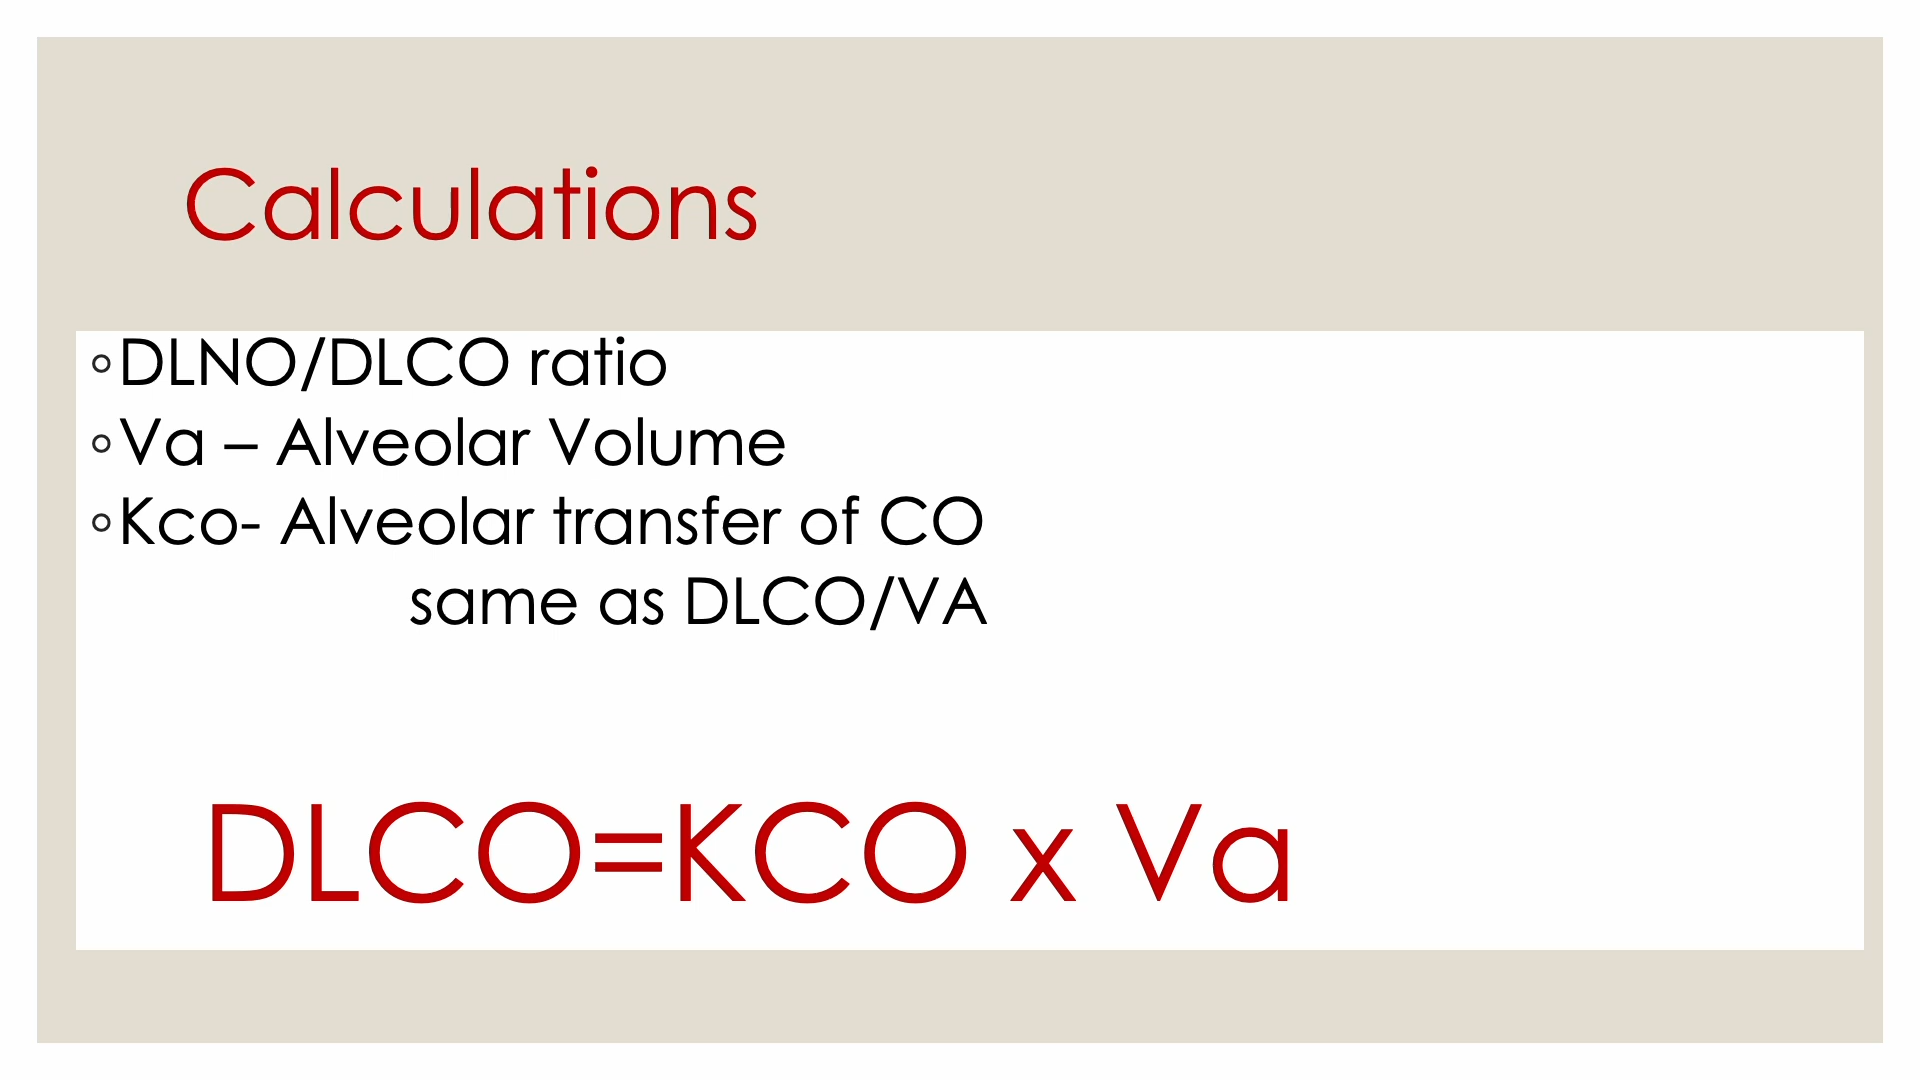 Calculations
◦DLNO/DLCO ratio
◦Va – Alveolar Volume
◦Kco- Alveolar transfer of CO
same as DLCO/VA
DLCO=KCO x Va